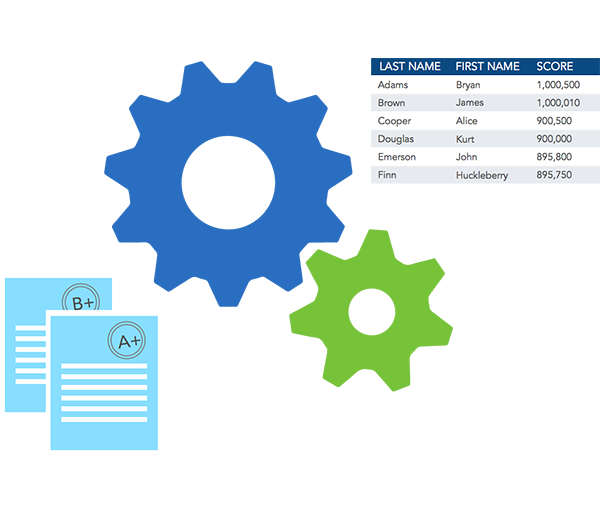 LAST NAME FIRST NAME SCORE
Adams Bryan 1,000,500
Brown James 1,000,010
Cooper Alice 900,500
Douglas Kurt 900,000
Emerson John 895,800
Finn Huckleberry 895,750
B+
A+